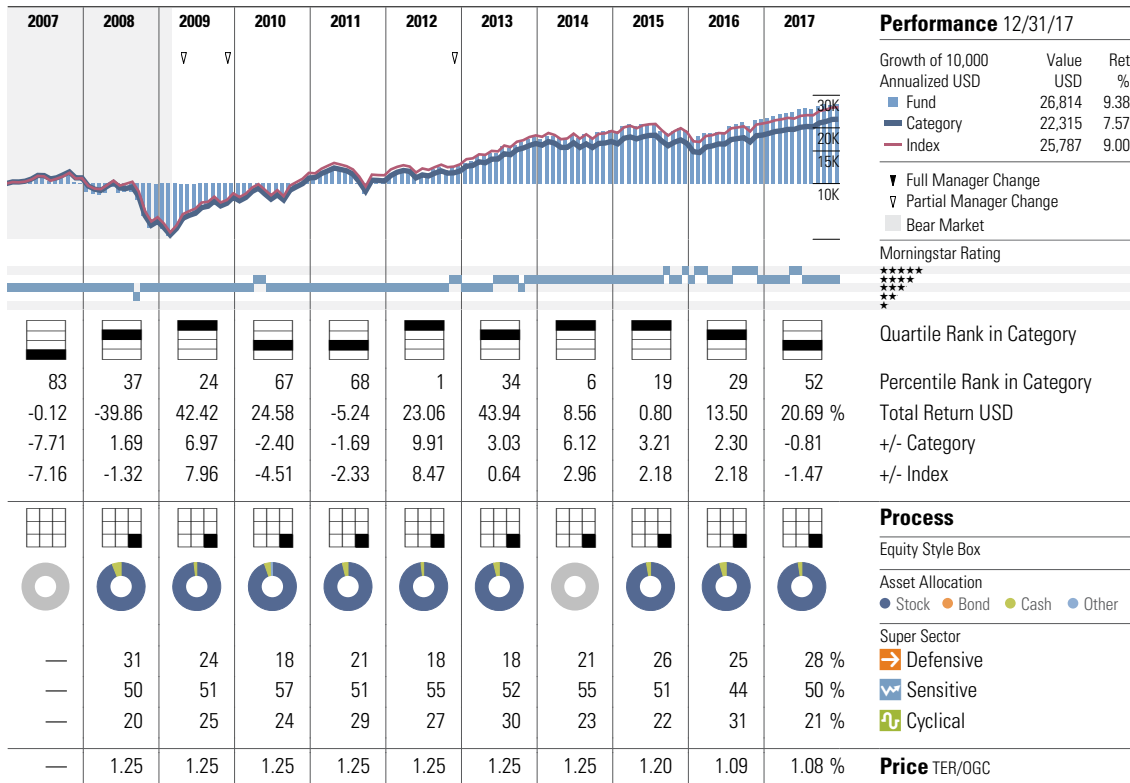 2007 2008 2009 2010 2011 2012 2013 2014 2015 2016 2017
Performance 12/31/17
Growth of 10,000 Value Ret
Annualized USD USD %
Fund 26,814 9.38
Category 22,315 7.57
Index 25,787 9.00
30K
20K
15K
10K
Full Manager Change
Partial Manager Change
Bear Market
Morningstar Rating
★★★★★
★★★★
★★★
★★
★
Quartile Rank in Category
83 37 24 67 68 1 34 6 19 29 52 Percentile Rank in Category
-0.12 -39.86 42.42 24.58 -5.24 23.06 43.94 8.56 0.80 13.50 20.69 % Total Return USD
-7.71 1.69 6.97 -2.40 -1.69 9.91 3.03 6.12 3.21 2.30 -0.81 +/- Category
-7.16 -1.32 7.96 -4.51 -2.33 8.47 0.64 2.96 2.18 2.18 -1.47 +/- Index
Process
Equity Style Box
Asset Allocation
Stock Bond Cash Other
Super Sector
— 31 24 18 21 18 18 21 26 25 28 % Defensive
— 50 51 57 51 55 52 55 51 44 50 % Sensitive
— 20 25 24 29 27 30 23 22 31 21 % Cyclical
— 1.25 1.25 1.25 1.25 1.25 1.25 1.25 1.20 1.09 1.08 % Price TER/OGC